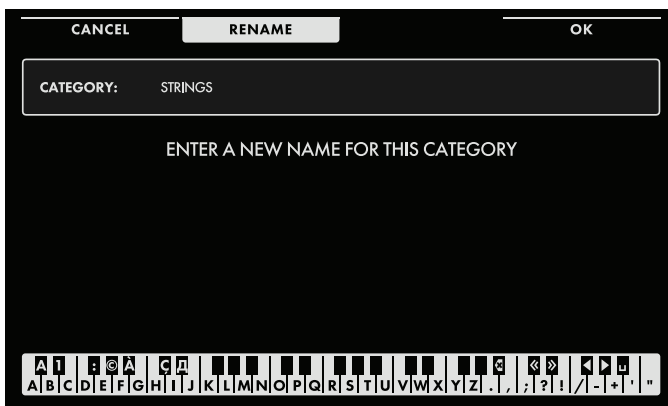 CANCEL RENAME OK
CATEGORY: STRINGS
ENTER A NEW NAME FOR THIS CATEGORY
A 1 : © À Ç Д ⌫ « » ◀ ▶ ␣
A B C D E F G H I J K L M N O P Q R S T U V W X Y Z . , ; ? ! / - + ' "